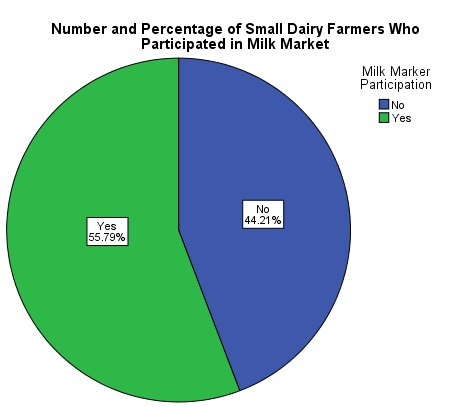 Number and Percentage of Small Dairy Farmers Who
Participated in Milk Market
Milk Marker
Participation
No
Yes
No
44.21%
Yes
55.79%